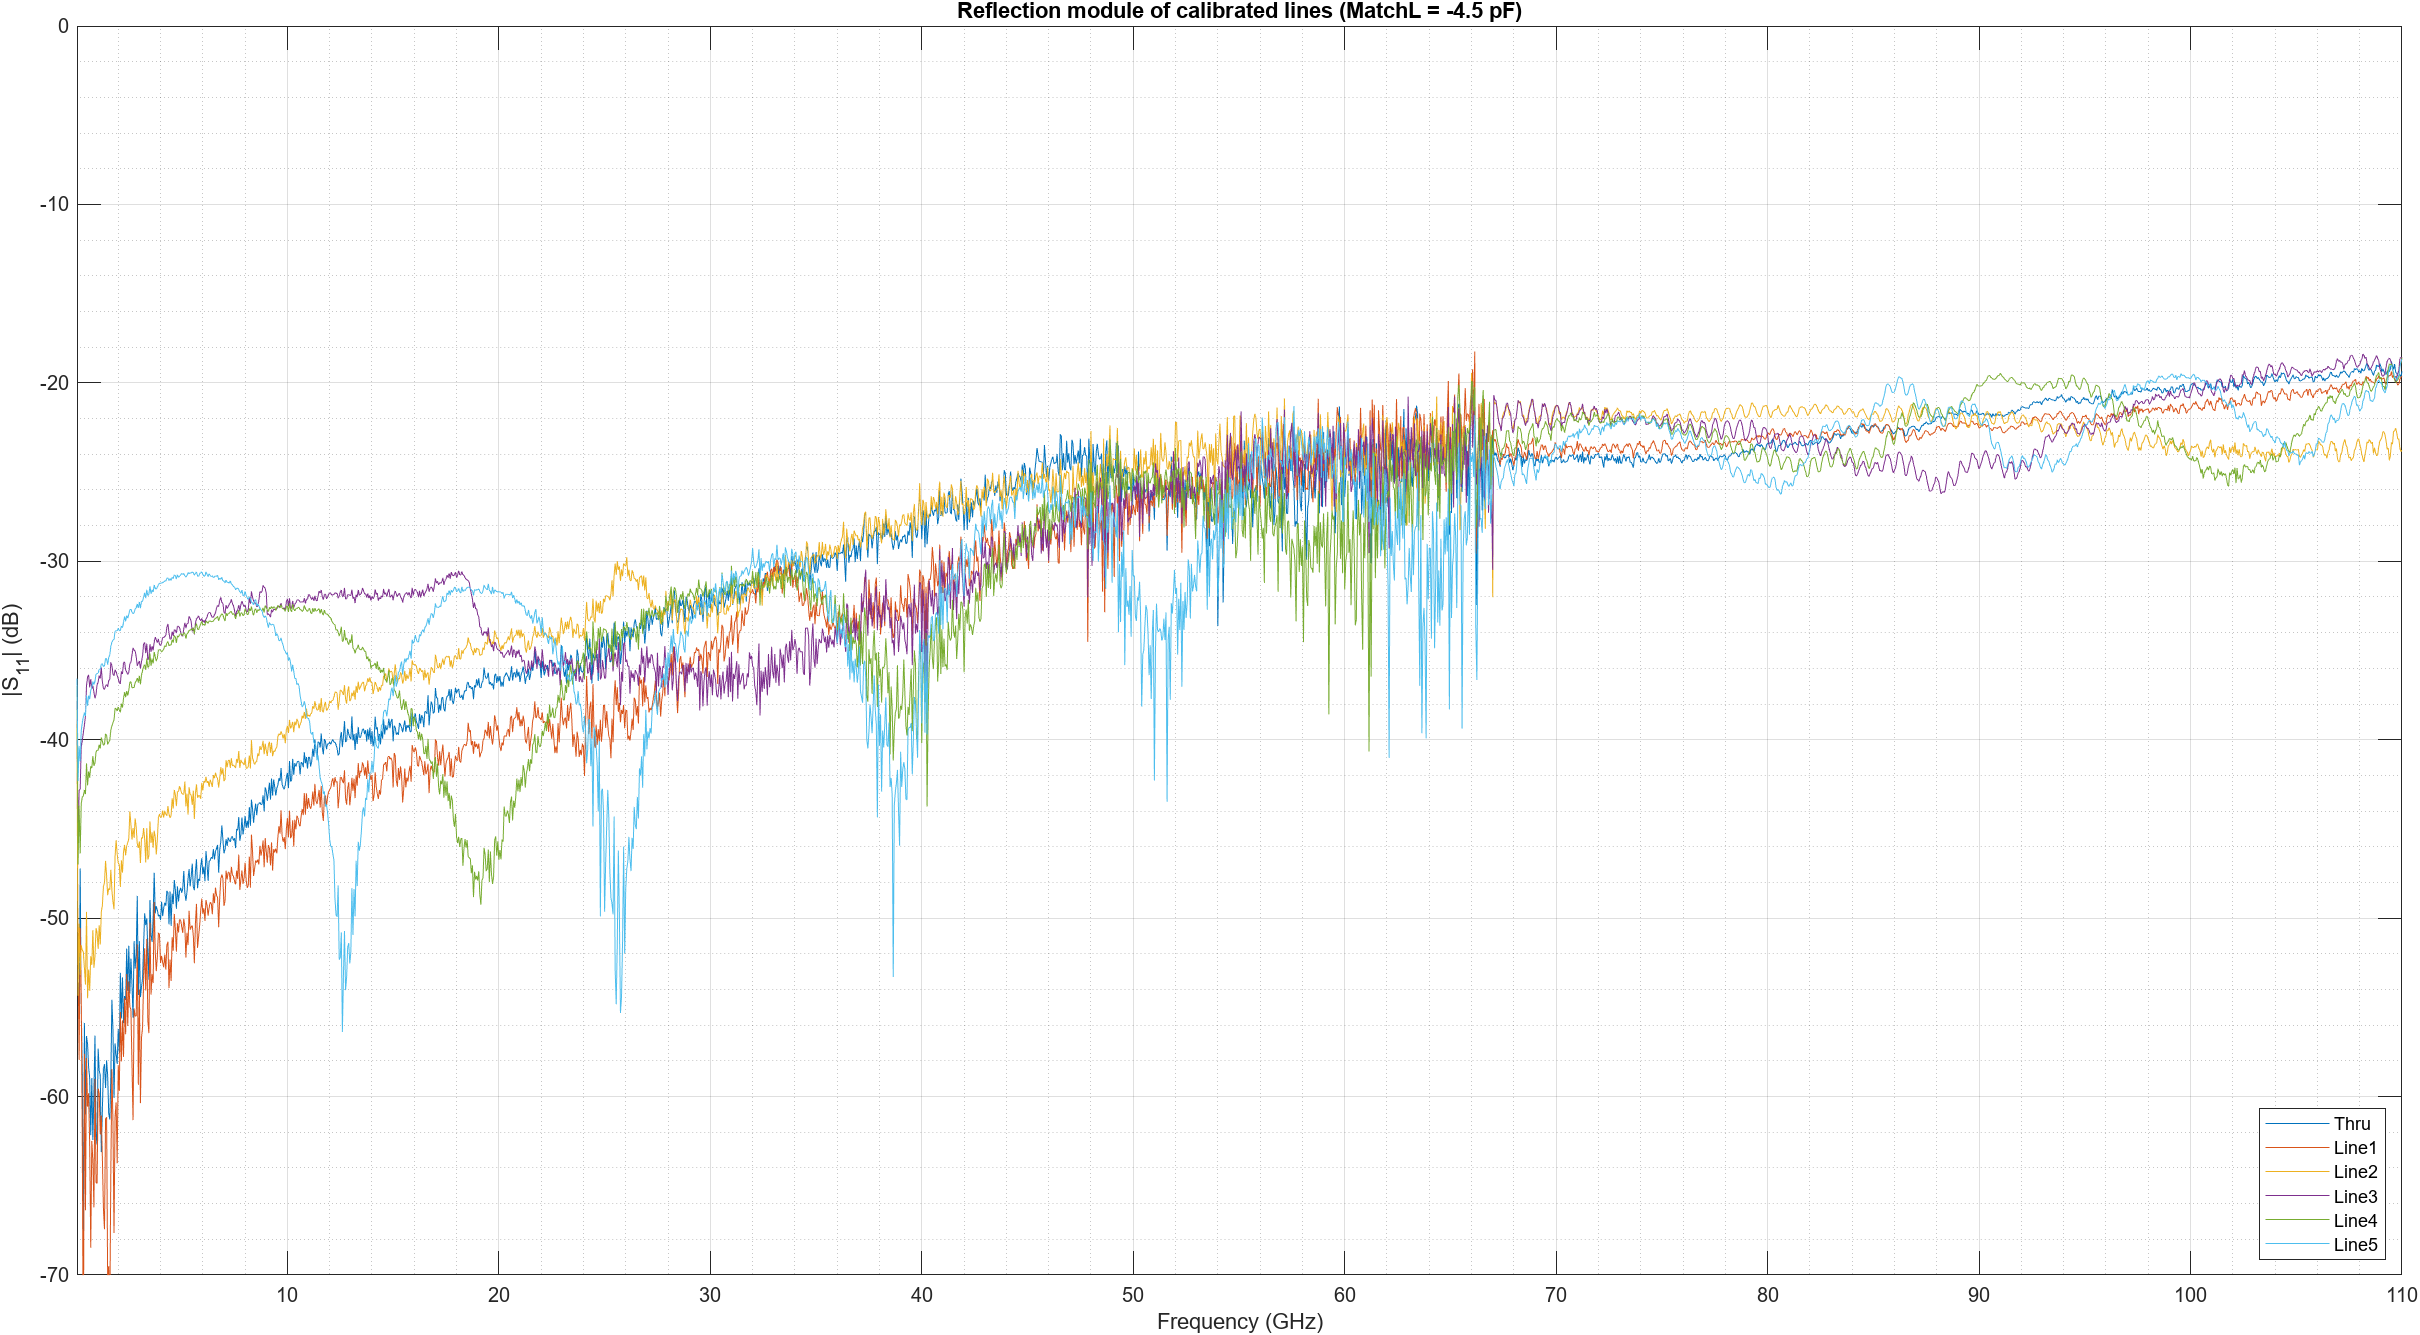 Reflection module of calibrated lines (MatchL = -4.5 pF)
0
-10
-20
-30
-40
-50
-60
-70
|S11| (dB)
10 20 30 40 50 60 70 80 90 100 110
Frequency (GHz)
Thru
Line1
Line2
Line3
Line4
Line5